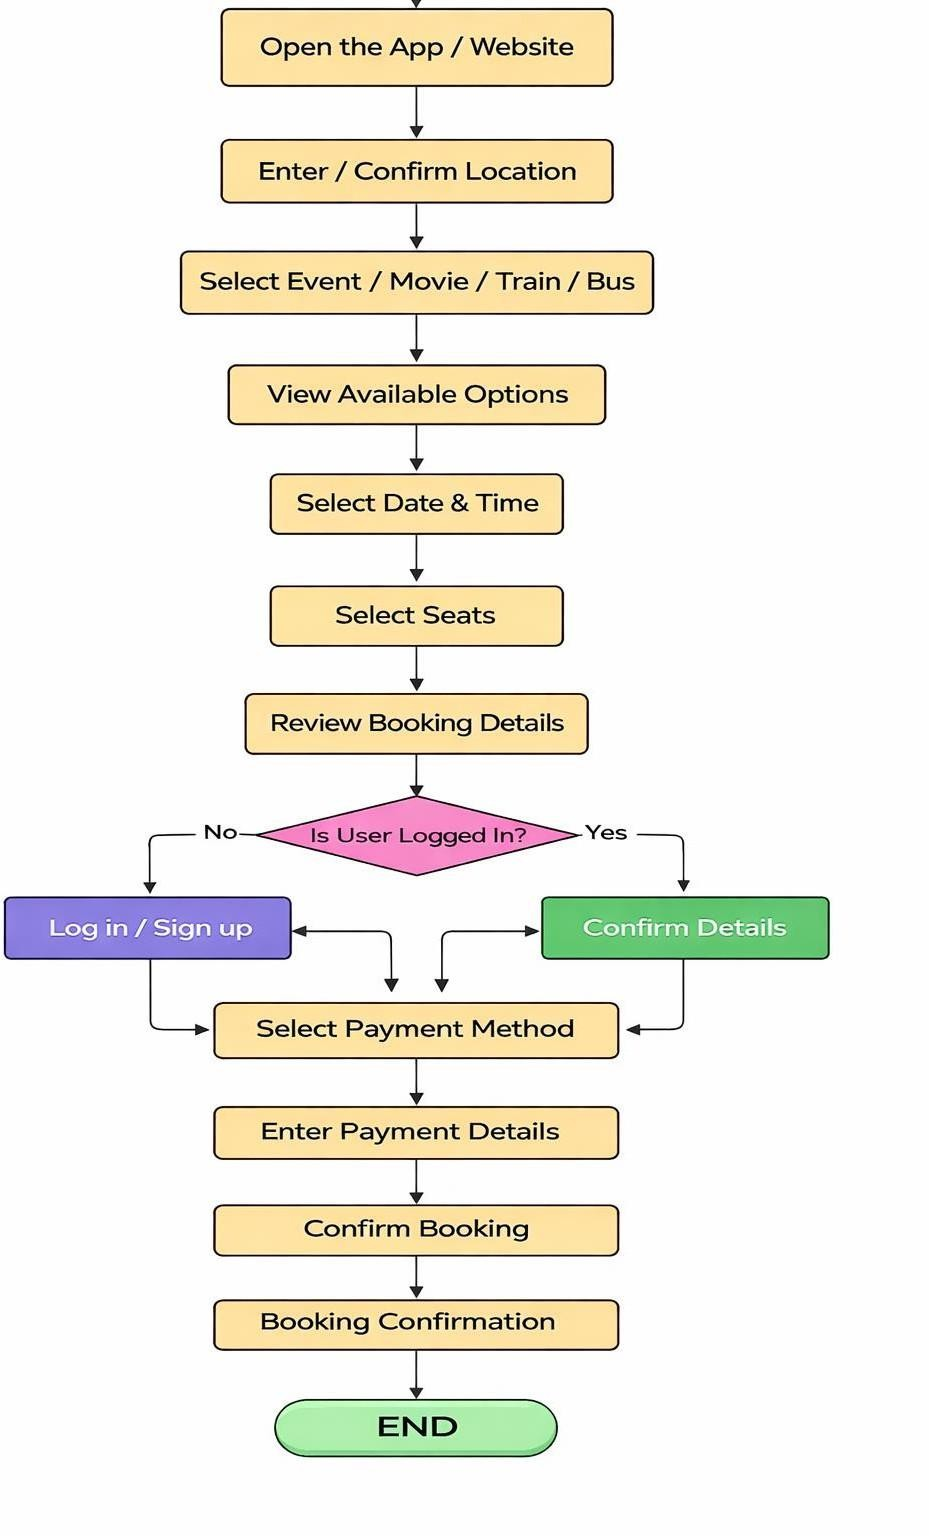 Open the App / Website
Enter / Confirm Location
Select Event / Movie / Train / Bus
View Available Options
Select Date & Time
Select Seats
Review Booking Details
Is User Logged In?
No
Yes
Log in / Sign up
Confirm Details
Select Payment Method
Enter Payment Details
Confirm Booking
Booking Confirmation
END